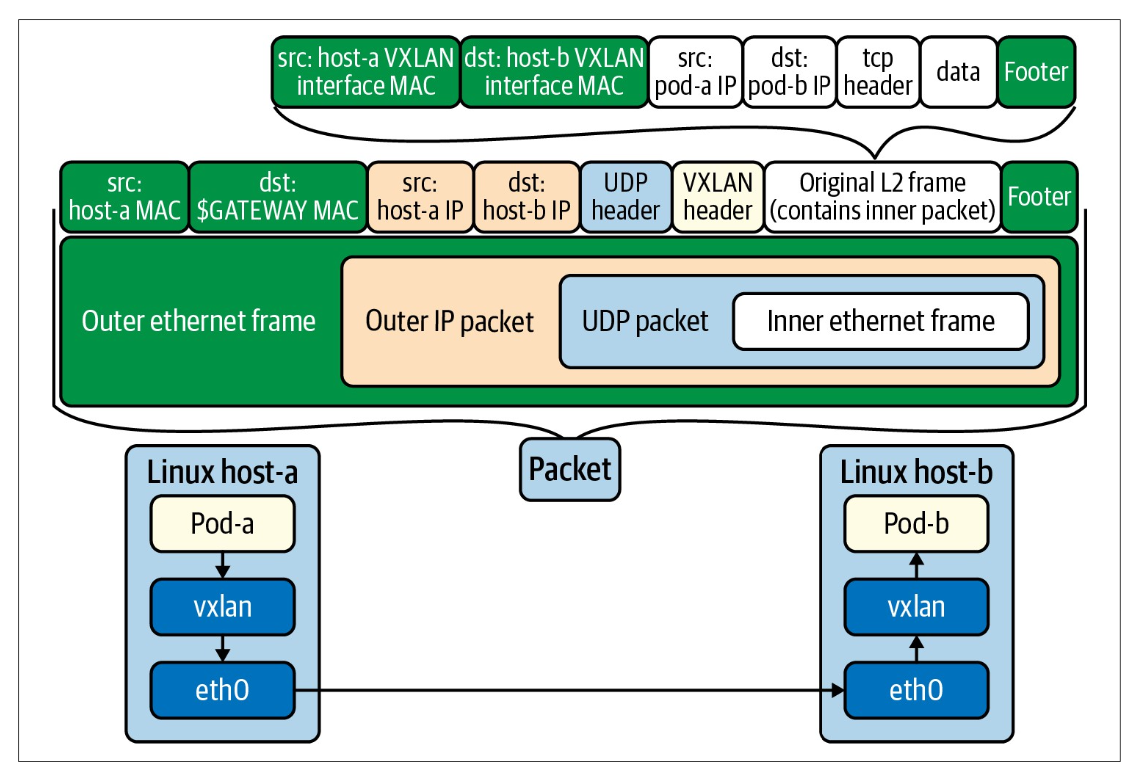 src: host-a VXLAN
interface MAC
dst: host-b VXLAN
interface MAC
src:
pod-a IP
dst:
pod-b IP
tcp
header
data
Footer
src:
host-a MAC
dst:
$GATEWAY MAC
src:
host-a IP
dst:
host-b IP
UDP
header
VXLAN
header
Original L2 frame
(contains inner packet)
Footer
Outer ethernet frame
Outer IP packet
UDP packet
Inner ethernet frame
Packet
Linux host-a
Pod-a
vxlan
eth0
Linux host-b
Pod-b
vxlan
eth0